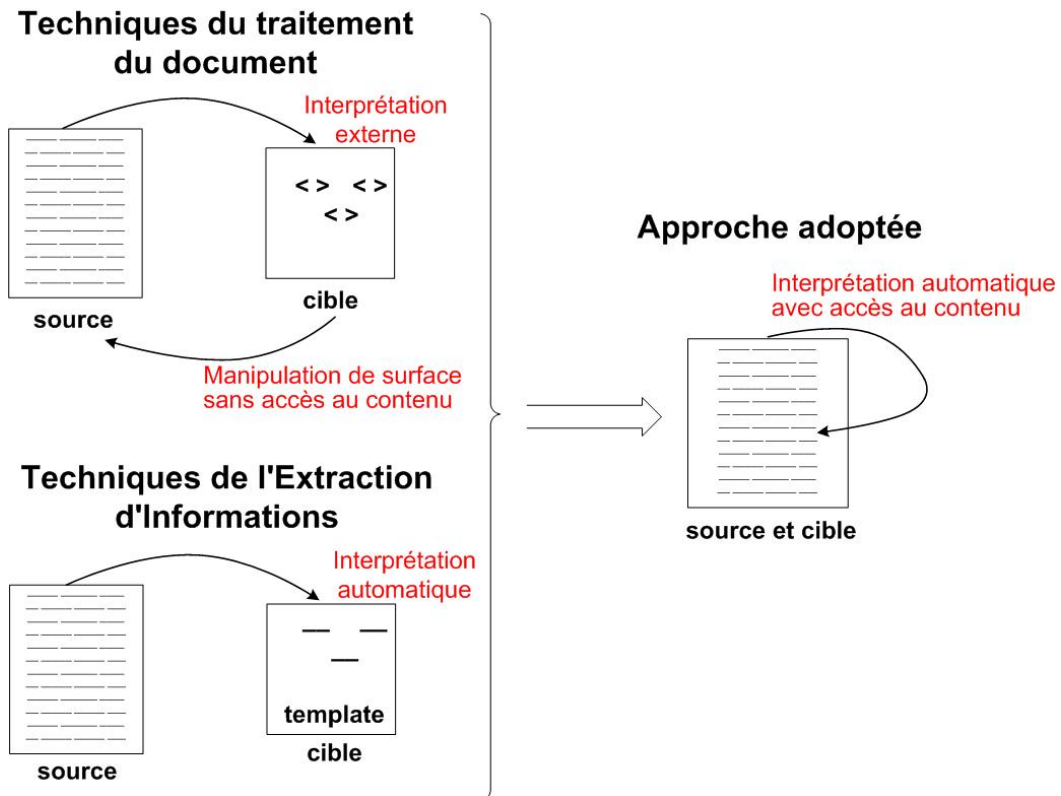 Techniques du traitement
du document
Interprétation
externe
< > < >
< >
source
cible
Manipulation de surface
sans accès au contenu
Techniques de l'Extraction
d'Informations
Interprétation
automatique
template
cible
source
Approche adoptée
Interprétation automatique
avec accès au contenu
source et cible